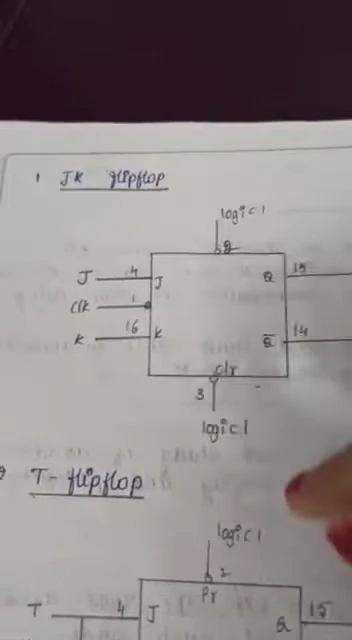 1 JK flipflop
logic 1
2
J 4 J Q 15
Clk 1
K 16 K Q̅ 14
Clr
3
logic 1
T - flipflop
logic 1
2
Pr
T 4 J Q 15